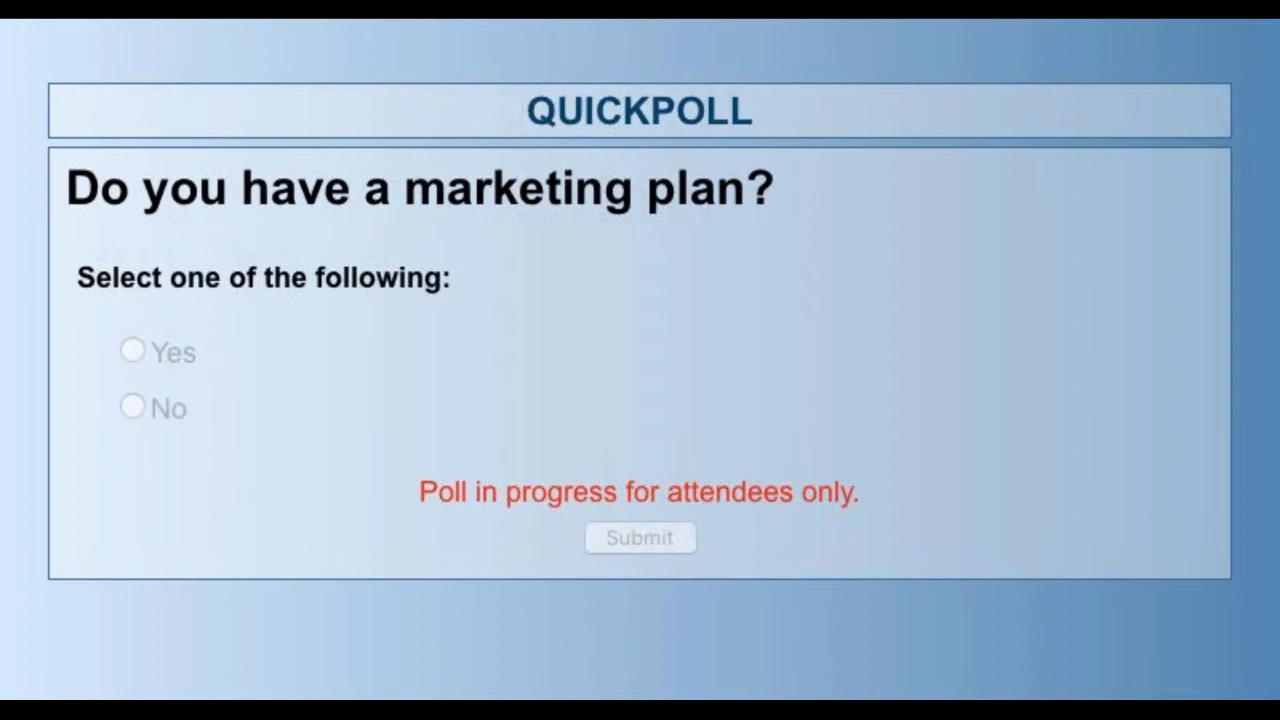 QUICKPOLL
Do you have a marketing plan?
Select one of the following:
Yes
No
Poll in progress for attendees only.
Submit